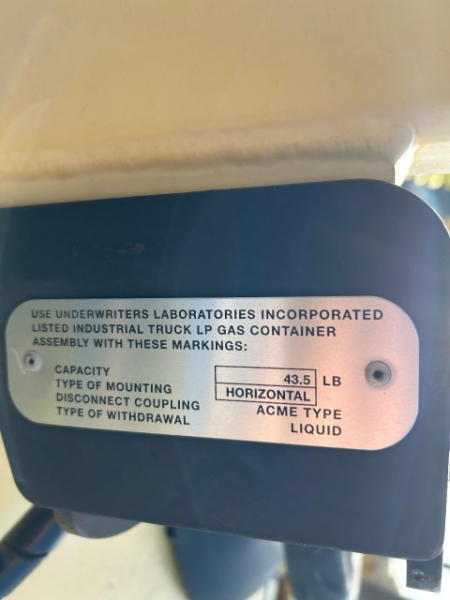 USE UNDERWRITERS LABORATORIES INCORPORATED
LISTED INDUSTRIAL TRUCK LP GAS CONTAINER
ASSEMBLY WITH THESE MARKINGS:
CAPACITY 43.5 LB
TYPE OF MOUNTING HORIZONTAL
DISCONNECT COUPLING ACME TYPE
TYPE OF WITHDRAWAL LIQUID